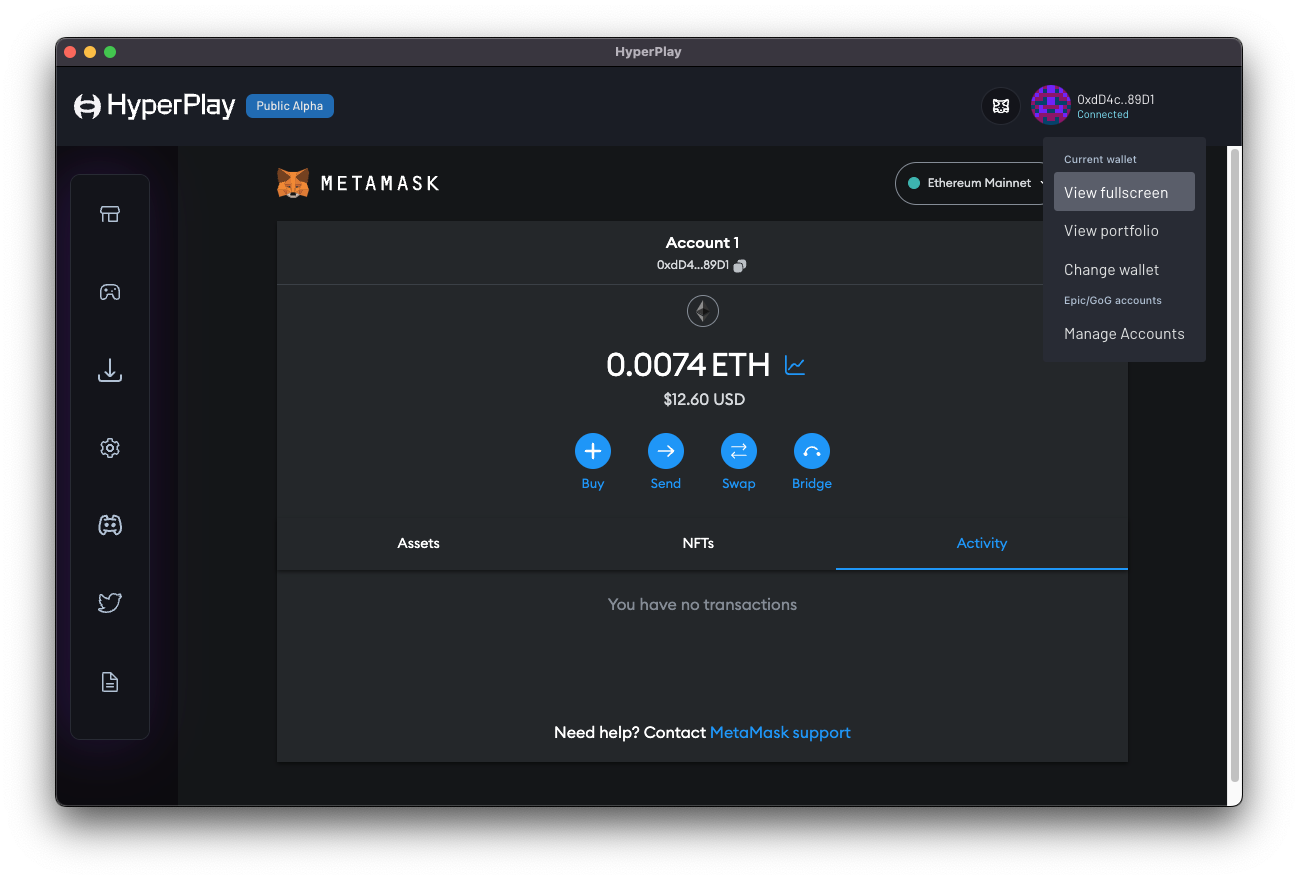 HyperPlay
HyperPlay
Public Alpha
0xdD4c..89D1
Connected
Current wallet
View fullscreen
View portfolio
Change wallet
Epic/GoG accounts
Manage Accounts
METAMASK
Ethereum Mainnet
Account 1
0xdD4...89D1
0.0074 ETH
$12.60 USD
Buy
Send
Swap
Bridge
Assets
NFTs
Activity
You have no transactions
Need help? Contact MetaMask support